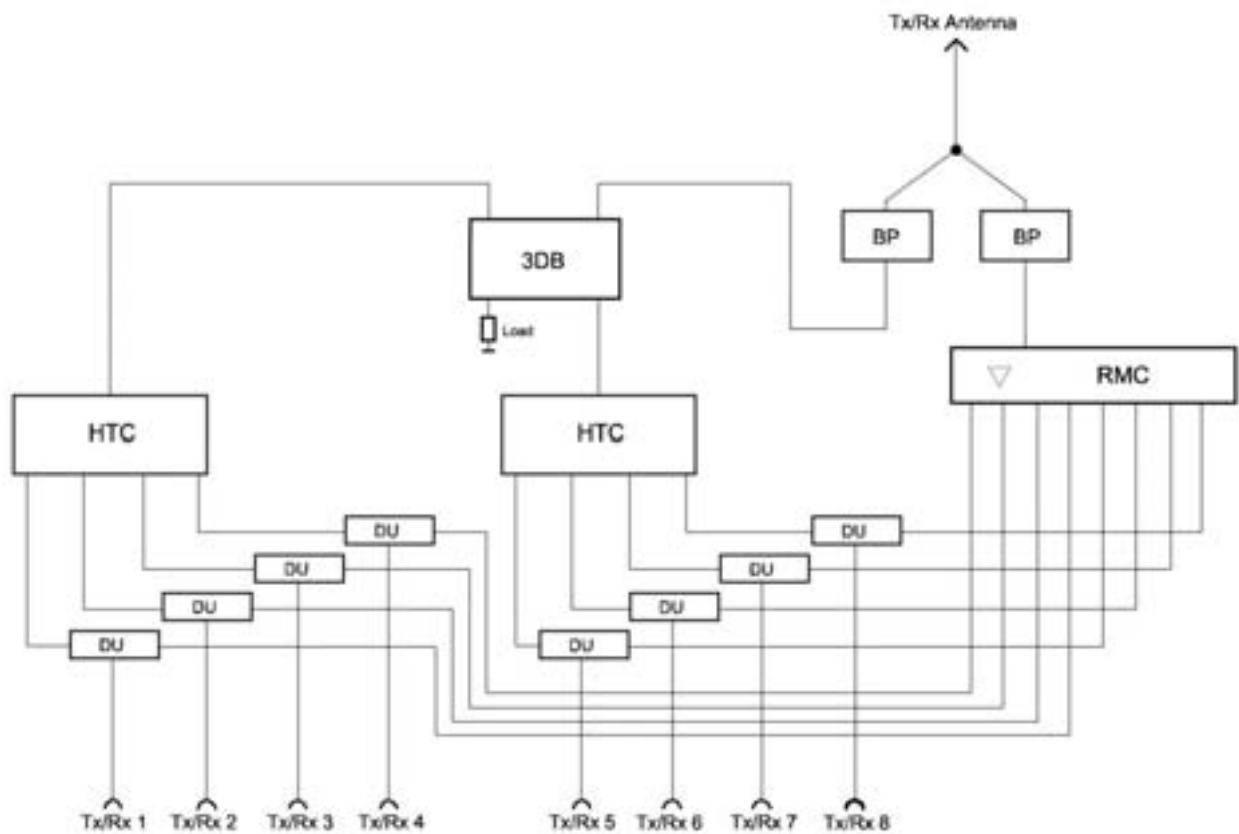 Tx/Rx Antenna
BP
BP
3DB
Load
RMC
HTC
HTC
DU
DU
DU
DU
DU
DU
DU
DU
Tx/Rx 1 Tx/Rx 2 Tx/Rx 3 Tx/Rx 4 Tx/Rx 5 Tx/Rx 6 Tx/Rx 7 Tx/Rx 8